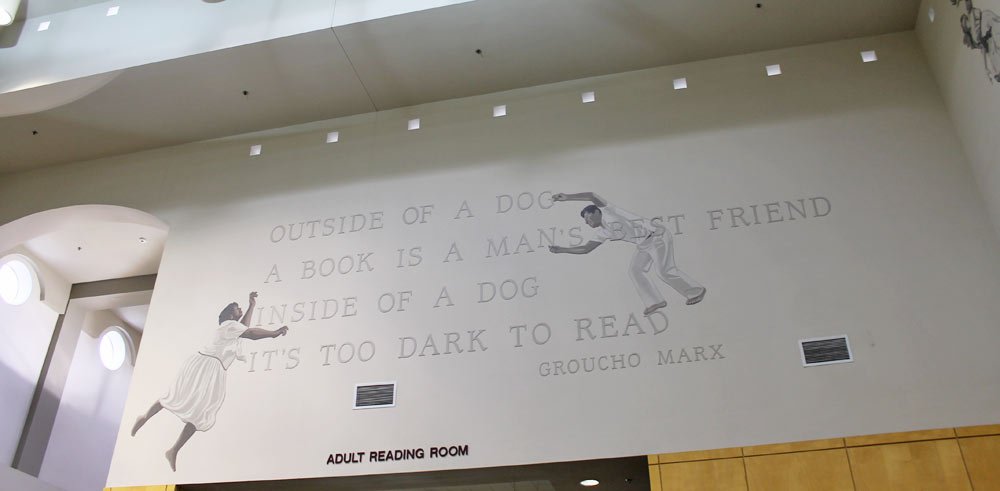 OUTSIDE OF A DOG
A BOOK IS A MAN'S BEST FRIEND
INSIDE OF A DOG
IT'S TOO DARK TO READ
GROUCHO MARX
ADULT READING ROOM